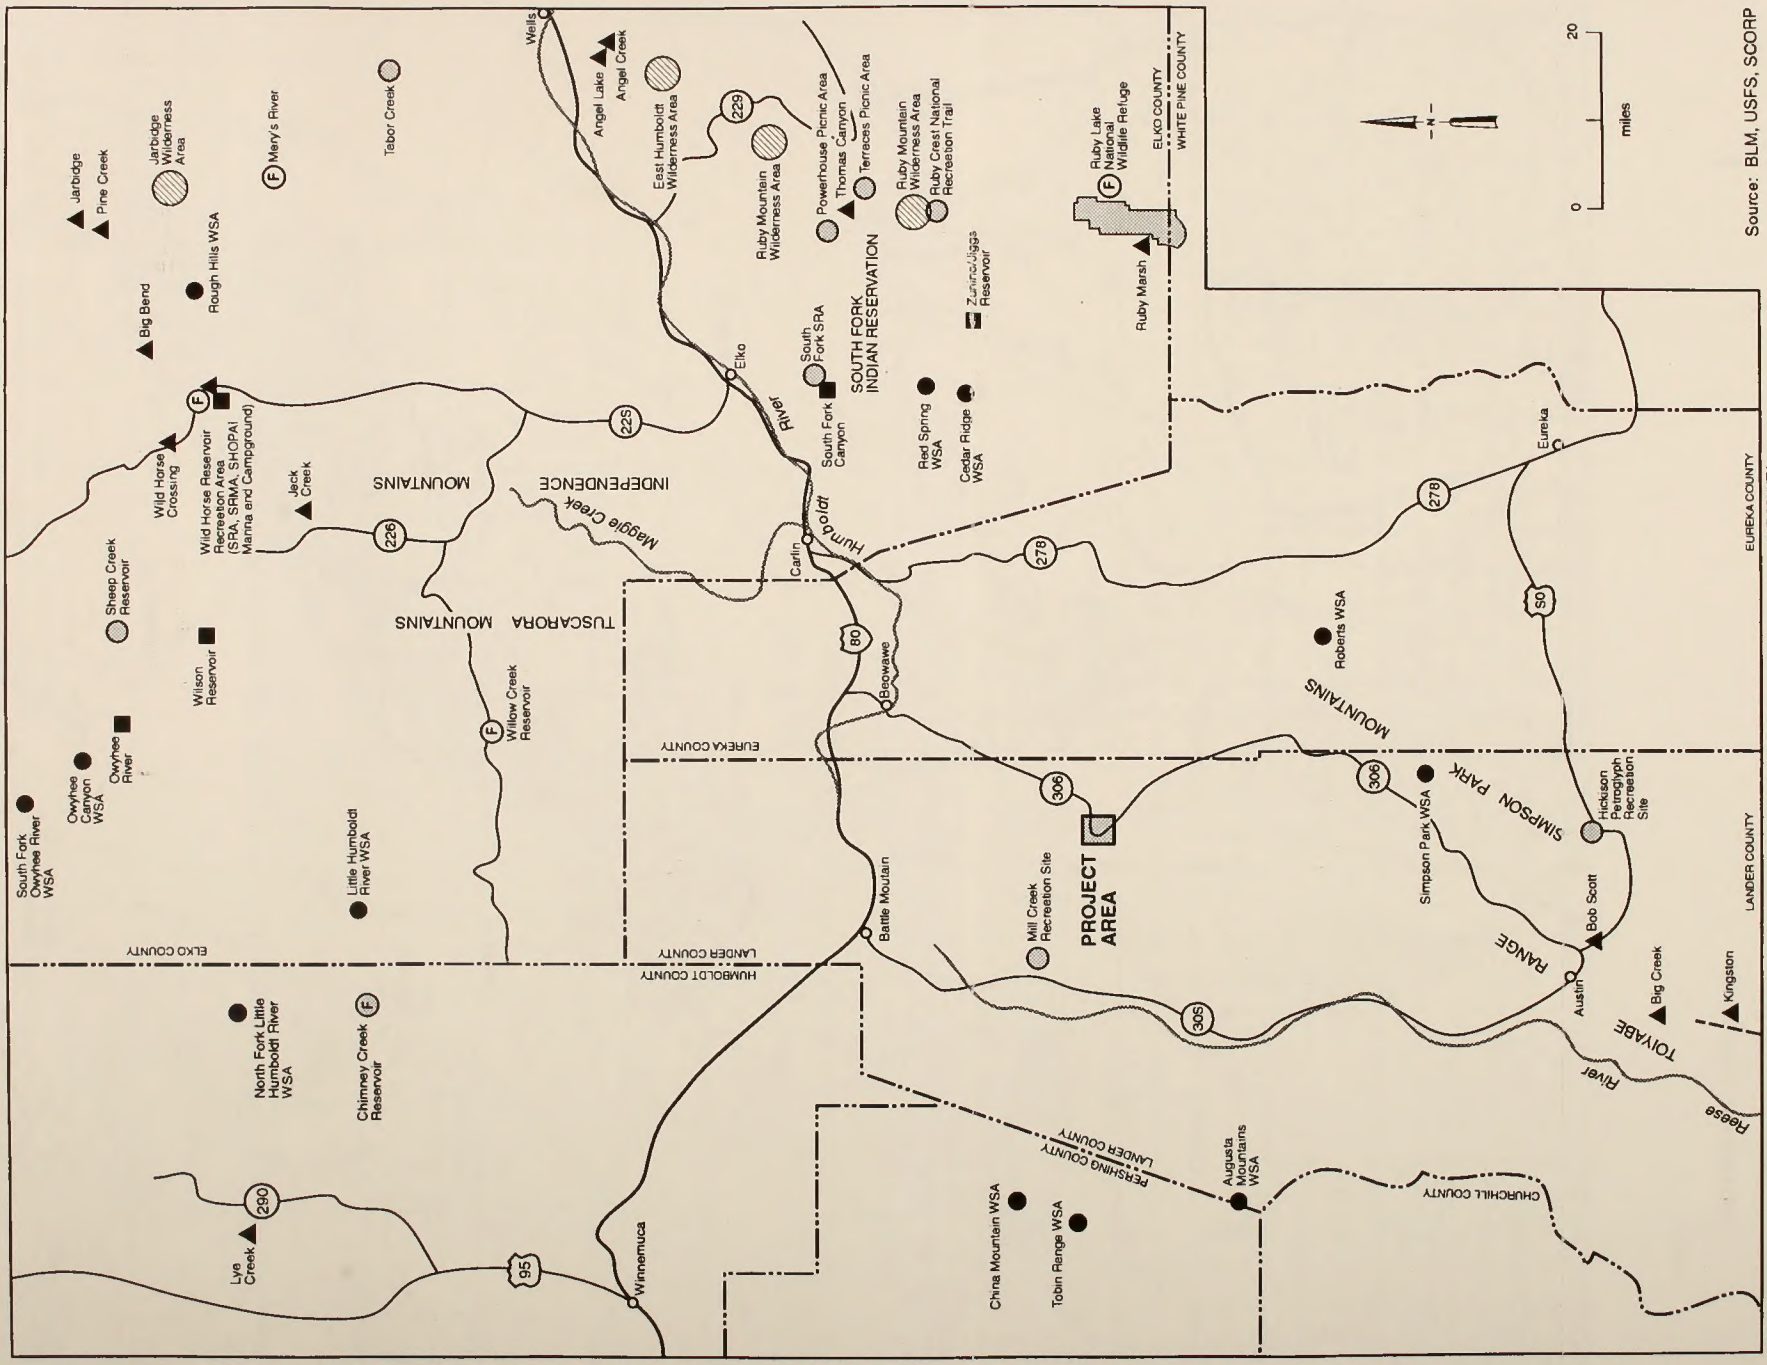 Jarbidge
Pine Creek
Jarbidge
Wilderness
Area
F
Mery's River
Tabor Creek
Big Bend
Rough Hills WSA
F
Wild Horse
Crossing
Wild Horse Reservoir
Recreation Area
(SRA, SRMA, SHOPAI
Marina and Campground)
Jack
Creek
Sheep Creek
Reservoir
Wilson
Reservoir
Owyhee
River
Owyhee
Canyon
WSA
South Fork
Owyhee River
WSA
Little Humboldt
River WSA
F
Willow Creek
Reservoir
ELKO COUNTY
North Fork Little
Humboldt River
WSA
Chimney Creek
Reservoir
F
290
Lye
Creek
95
Winnemuca
HUMBOLDT COUNTY
LANDER COUNTY
226
225
INDEPENDENCE
MOUNTAINS
TUSCARORA
MOUNTAINS
Maggie Creek
Wells
Angel Lake
Angel Creek
East Humboldt
Wilderness Area
229
Ruby Mountain
Wilderness Area
Powerhouse Picnic Area
Thomas Canyon
Terreces Picnic Area
Ruby Mountain
Wilderness Area
Ruby Crest National
Recreation Trail
Elko
River
Humboldt
Carlin
South
Fork SRA
South Fork
Canyon
SOUTH FORK
INDIAN RESERVATION
Red Spring
WSA
Cedar Ridge
WSA
Zunino/Jiggs
Reservoir
F
Ruby Lake
National
Wildlife Refuge
Ruby Marsh
ELKO COUNTY
WHITE PINE COUNTY
80
Beowawe
EUREKA COUNTY
Battle Moutain
278
278
Eureka
50
Roberts WSA
306
306
PROJECT
AREA
Mill Creek
Recreation Site
SIMPSON PARK
MOUNTAINS
Simpson Park WSA
Hickison
Petroglyph
Recreation
Site
Bob Scott
Austin
Big Creek
Kingston
TOIYABE
RANGE
Reese
River
305
LANDER COUNTY
PERSHING COUNTY
China Mountain WSA
Tobin Range WSA
Augusta
Mountains
WSA
CHURCHILL COUNTY
LANDER COUNTY
EUREKA COUNTY
-N-
0
20
miles
Source: BLM, USFS, SCORP